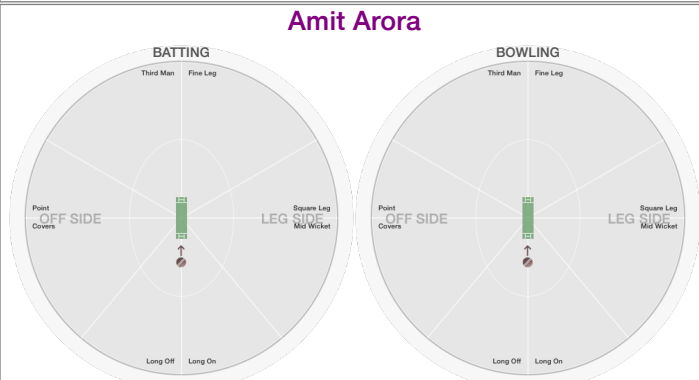 Amit Arora
BATTING
Third Man Fine Leg
Point
Square Leg
OFF SIDE
LEG SIDE
Covers
Mid Wicket
Long Off Long On
BOWLING
Third Man Fine Leg
Point
Square Leg
OFF SIDE
LEG SIDE
Covers
Mid Wicket
Long Off Long On